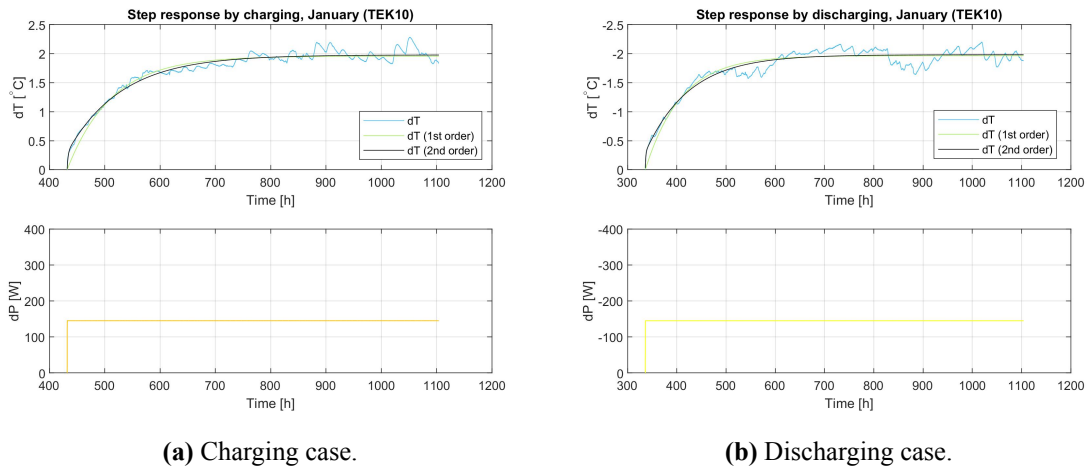 Step response by charging, January (TEK10)
2.5
2
1.5
1
0.5
0
dT [°C]
dT
dT (1st order)
dT (2nd order)
400 500 600 700 800 900 1000 1100 1200
Time [h]
400
300
200
100
0
dP [W]
400 500 600 700 800 900 1000 1100 1200
Time [h]
(a) Charging case.
Step response by discharging, January (TEK10)
-2.5
-2
-1.5
-1
-0.5
0
dT [°C]
dT
dT (1st order)
dT (2nd order)
300 400 500 600 700 800 900 1000 1100 1200
Time [h]
-400
-300
-200
-100
0
dP [W]
300 400 500 600 700 800 900 1000 1100 1200
Time [h]
(b) Discharging case.